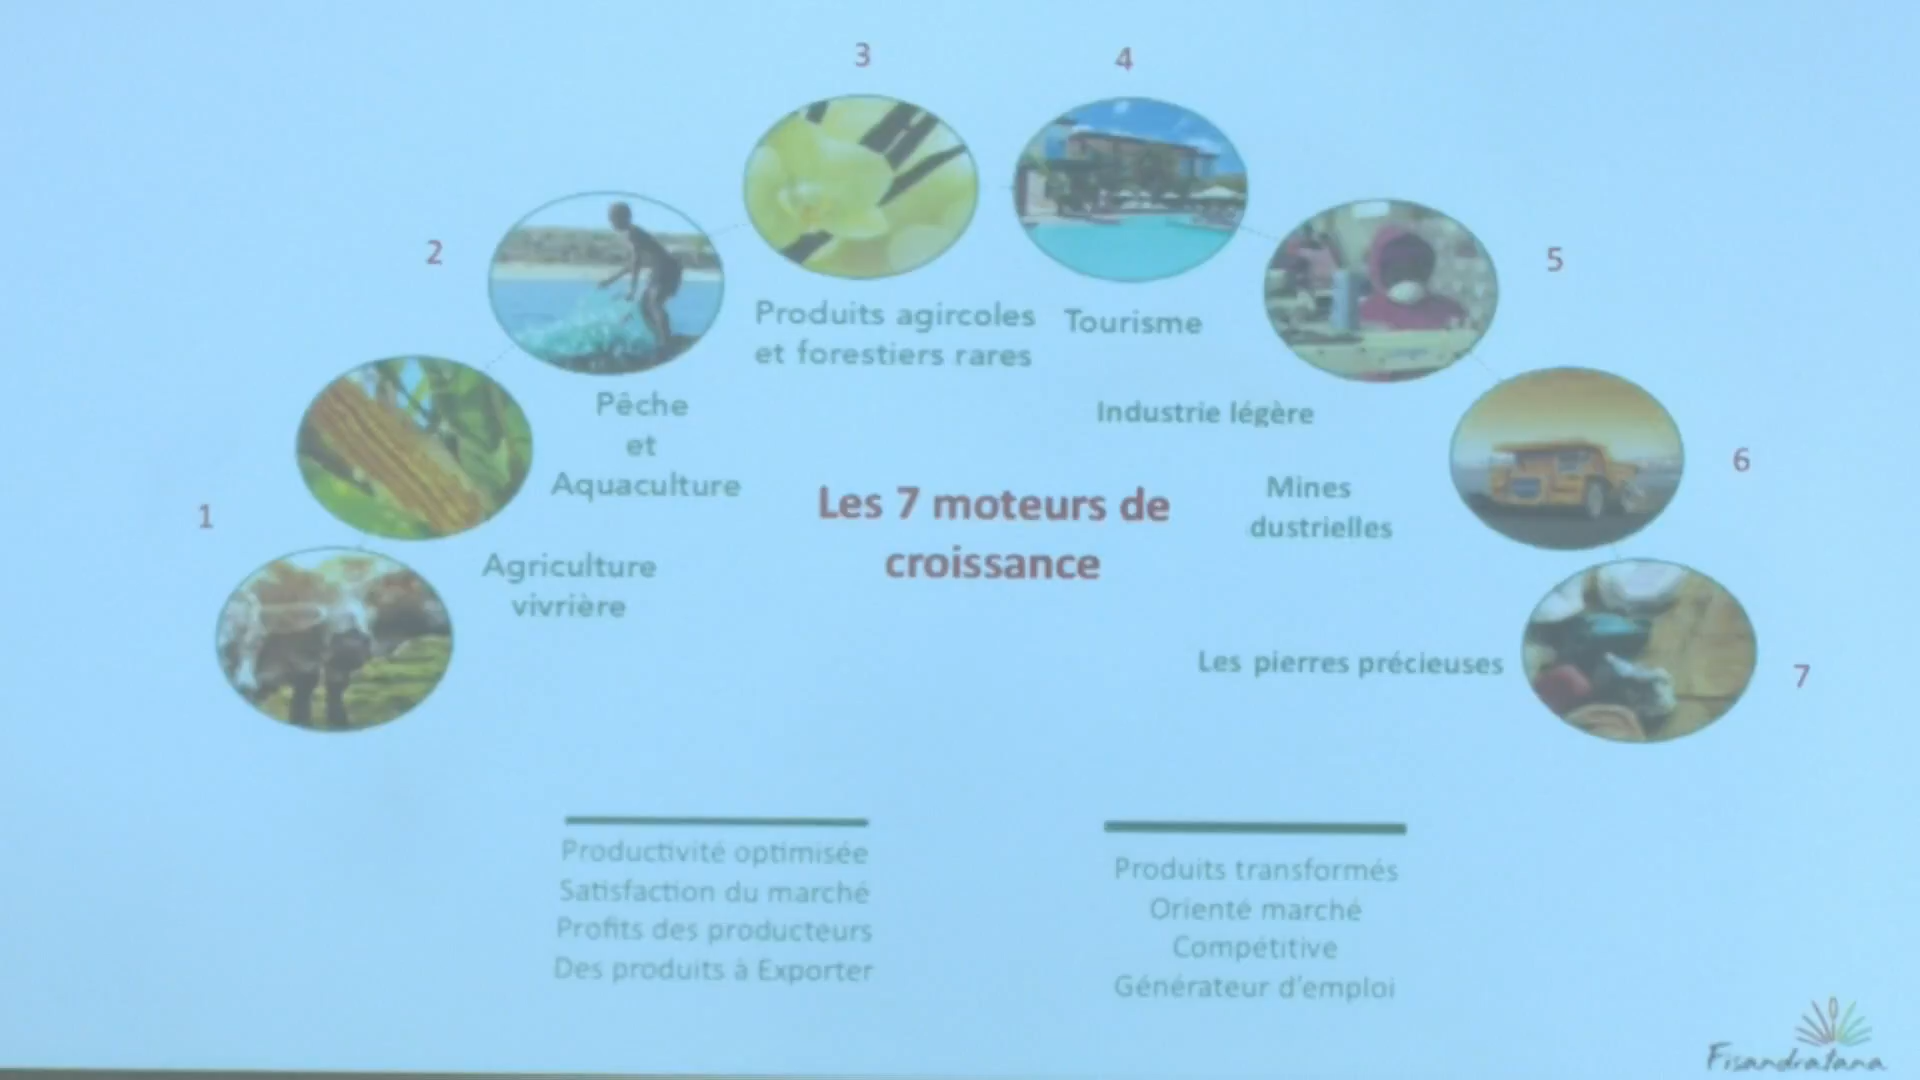 3
4
2
5
Produits agircoles
et forestiers rares
Tourisme
Pêche
et
Aquaculture
Industrie légère
6
1
Les 7 moteurs de
croissance
Mines
dustrielles
Agriculture
vivrière
Les pierres précieuses
7
Productivité optimisée
Satisfaction du marché
Profits des producteurs
Des produits à Exporter
Produits transformés
Orienté marché
Compétitive
Générateur d'emploi
Fisandratana